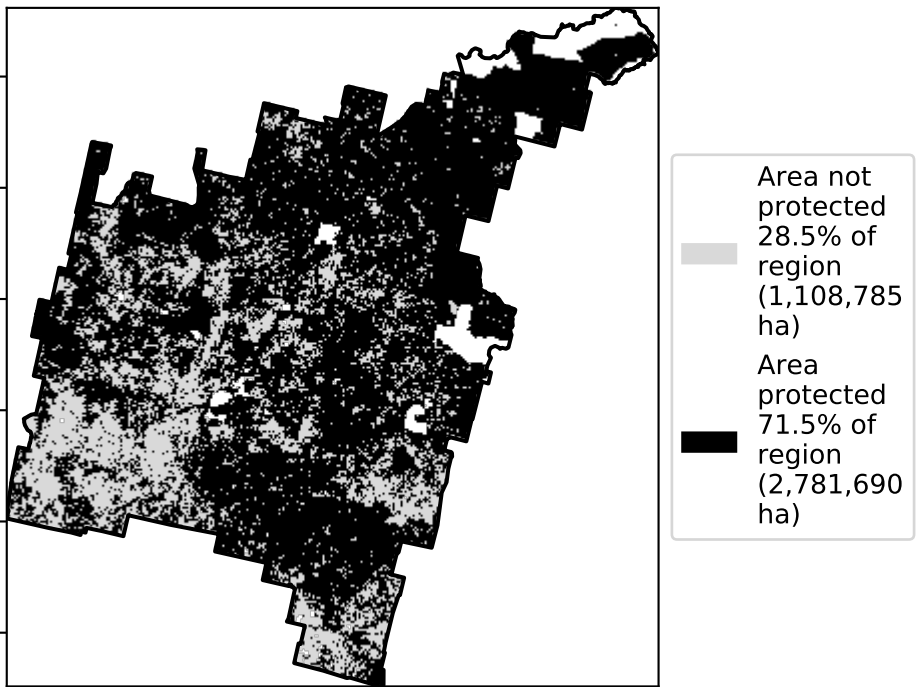 Area not
protected
28.5% of
region
(1,108,785
ha)
Area
protected
71.5% of
region
(2,781,690
ha)